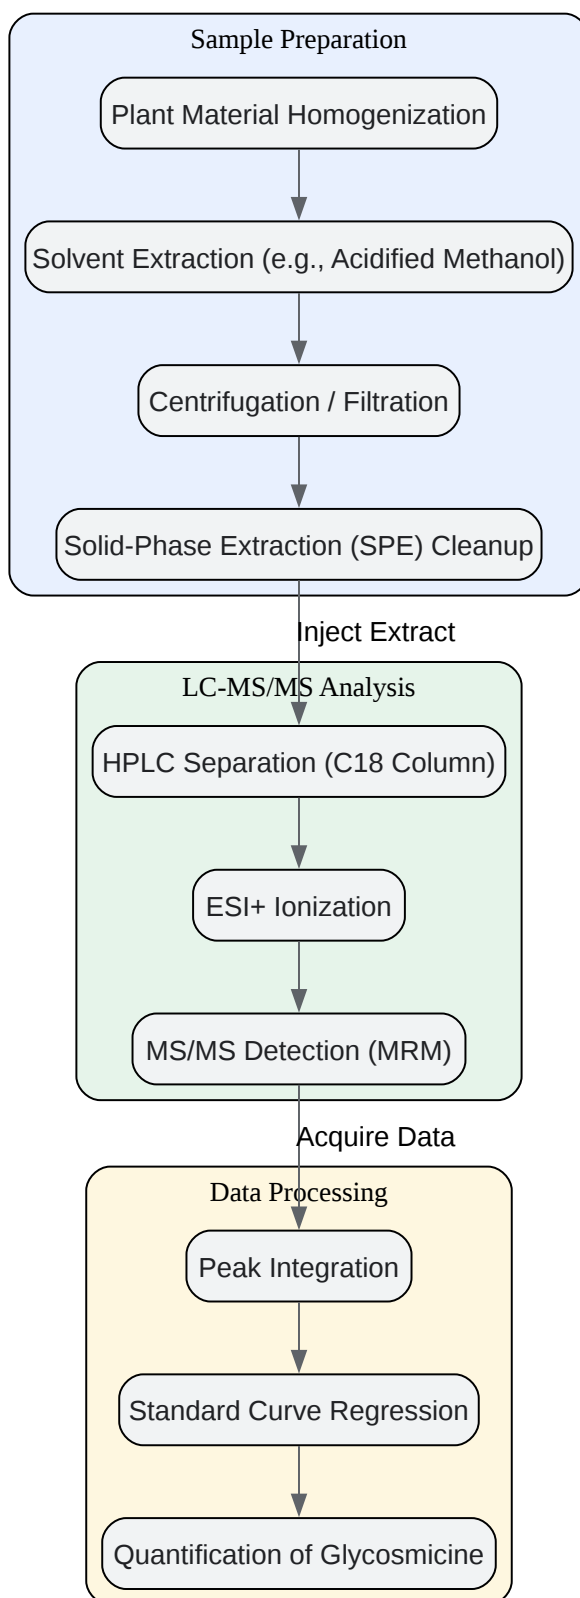 Sample Preparation
Plant Material Homogenization
Solvent Extraction (e.g., Acidified Methanol)
Centrifugation / Filtration
Solid-Phase Extraction (SPE) Cleanup
Inject Extract
LC-MS/MS Analysis
HPLC Separation (C18 Column)
ESI+ Ionization
MS/MS Detection (MRM)
Acquire Data
Data Processing
Peak Integration
Standard Curve Regression
Quantification of Glycosmicine